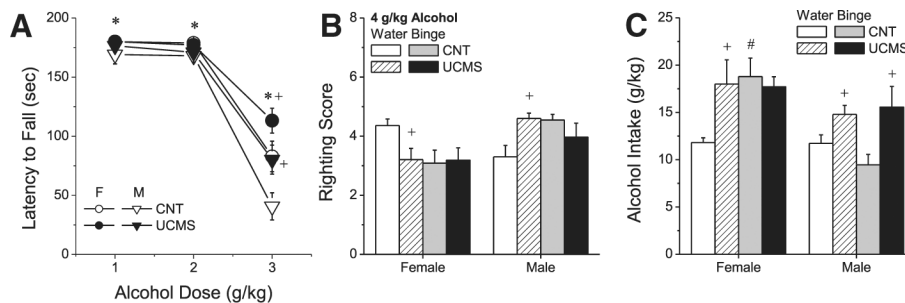 A
Latency to Fall (sec)
200
150
100
50
0
* *
*+
+
F M
CNT
UCMS
1 2 3
Alcohol Dose (g/kg)
B
4 g/kg Alcohol
Water Binge
CNT
UCMS
Righting Score
8
6
4
2
0
+ +
Female Male
C
Water Binge
CNT
UCMS
Alcohol Intake (g/kg)
25
20
15
10
5
0
+ # + +
Female Male